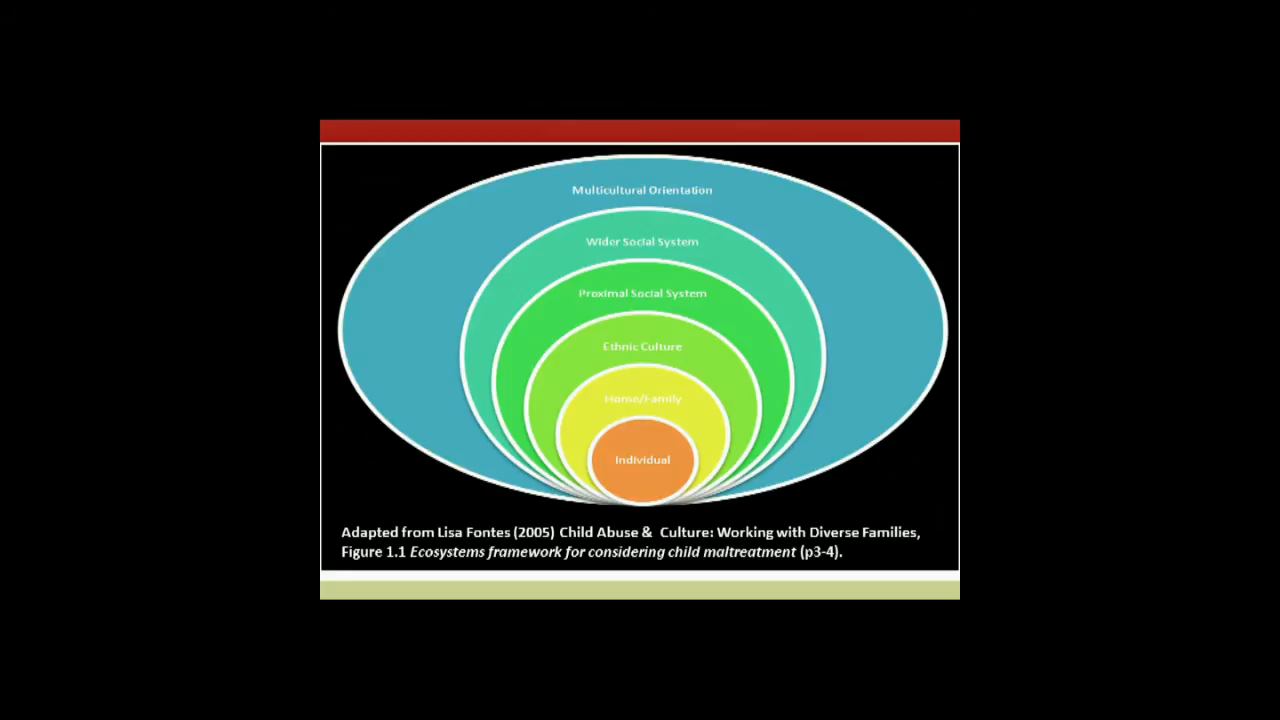 Multicultural Orientation
Wider Social System
Proximal Social System
Ethnic Culture
Home/Family
Individual
Adapted from Lisa Fontes (2005) Child Abuse & Culture: Working with Diverse Families,
Figure 1.1 Ecosystems framework for considering child maltreatment (p3-4).